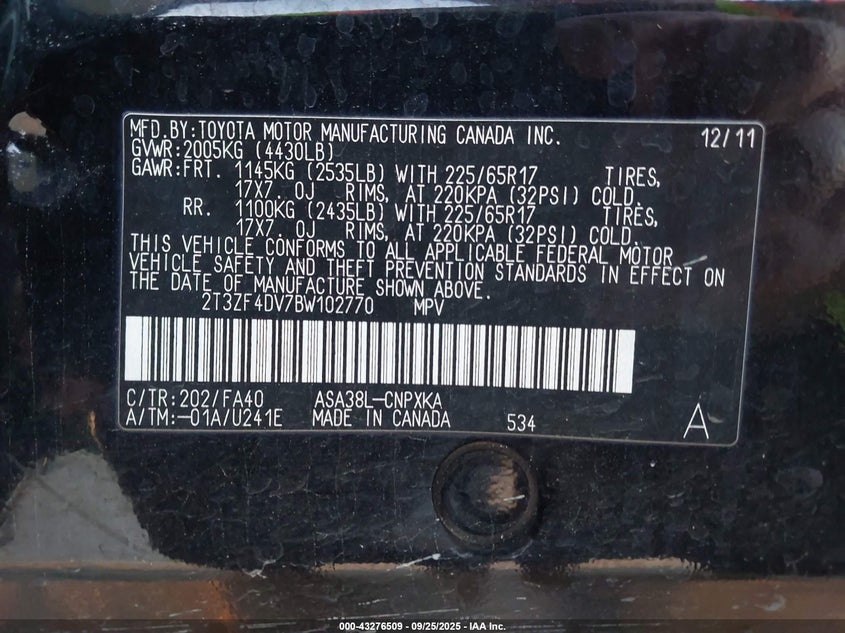 MFD.BY:TOYOTA MOTOR MANUFACTURING CANADA INC. 12/11
GVWR:2005KG (4430LB)
GAWR:FRT. 1145KG (2535LB) WITH 225/65R17 TIRES,
17X7.0J RIMS, AT 220KPA (32PSI) COLD.
RR. 1100KG (2435LB) WITH 225/65R17 TIRES,
17X7.0J RIMS, AT 220KPA (32PSI) COLD.
THIS VEHICLE CONFORMS TO ALL APPLICABLE FEDERAL MOTOR
VEHICLE SAFETY AND THEFT PREVENTION STANDARDS IN EFFECT ON
THE DATE OF MANUFACTURE SHOWN ABOVE.
2T3ZF4DV7BW102770 MPV
C/TR:202/FA40 ASA38L-CNPXKA
A/TM:-01A/U241E MADE IN CANADA 534 A
000-43276509 - 09/25/2025 - IAA Inc.